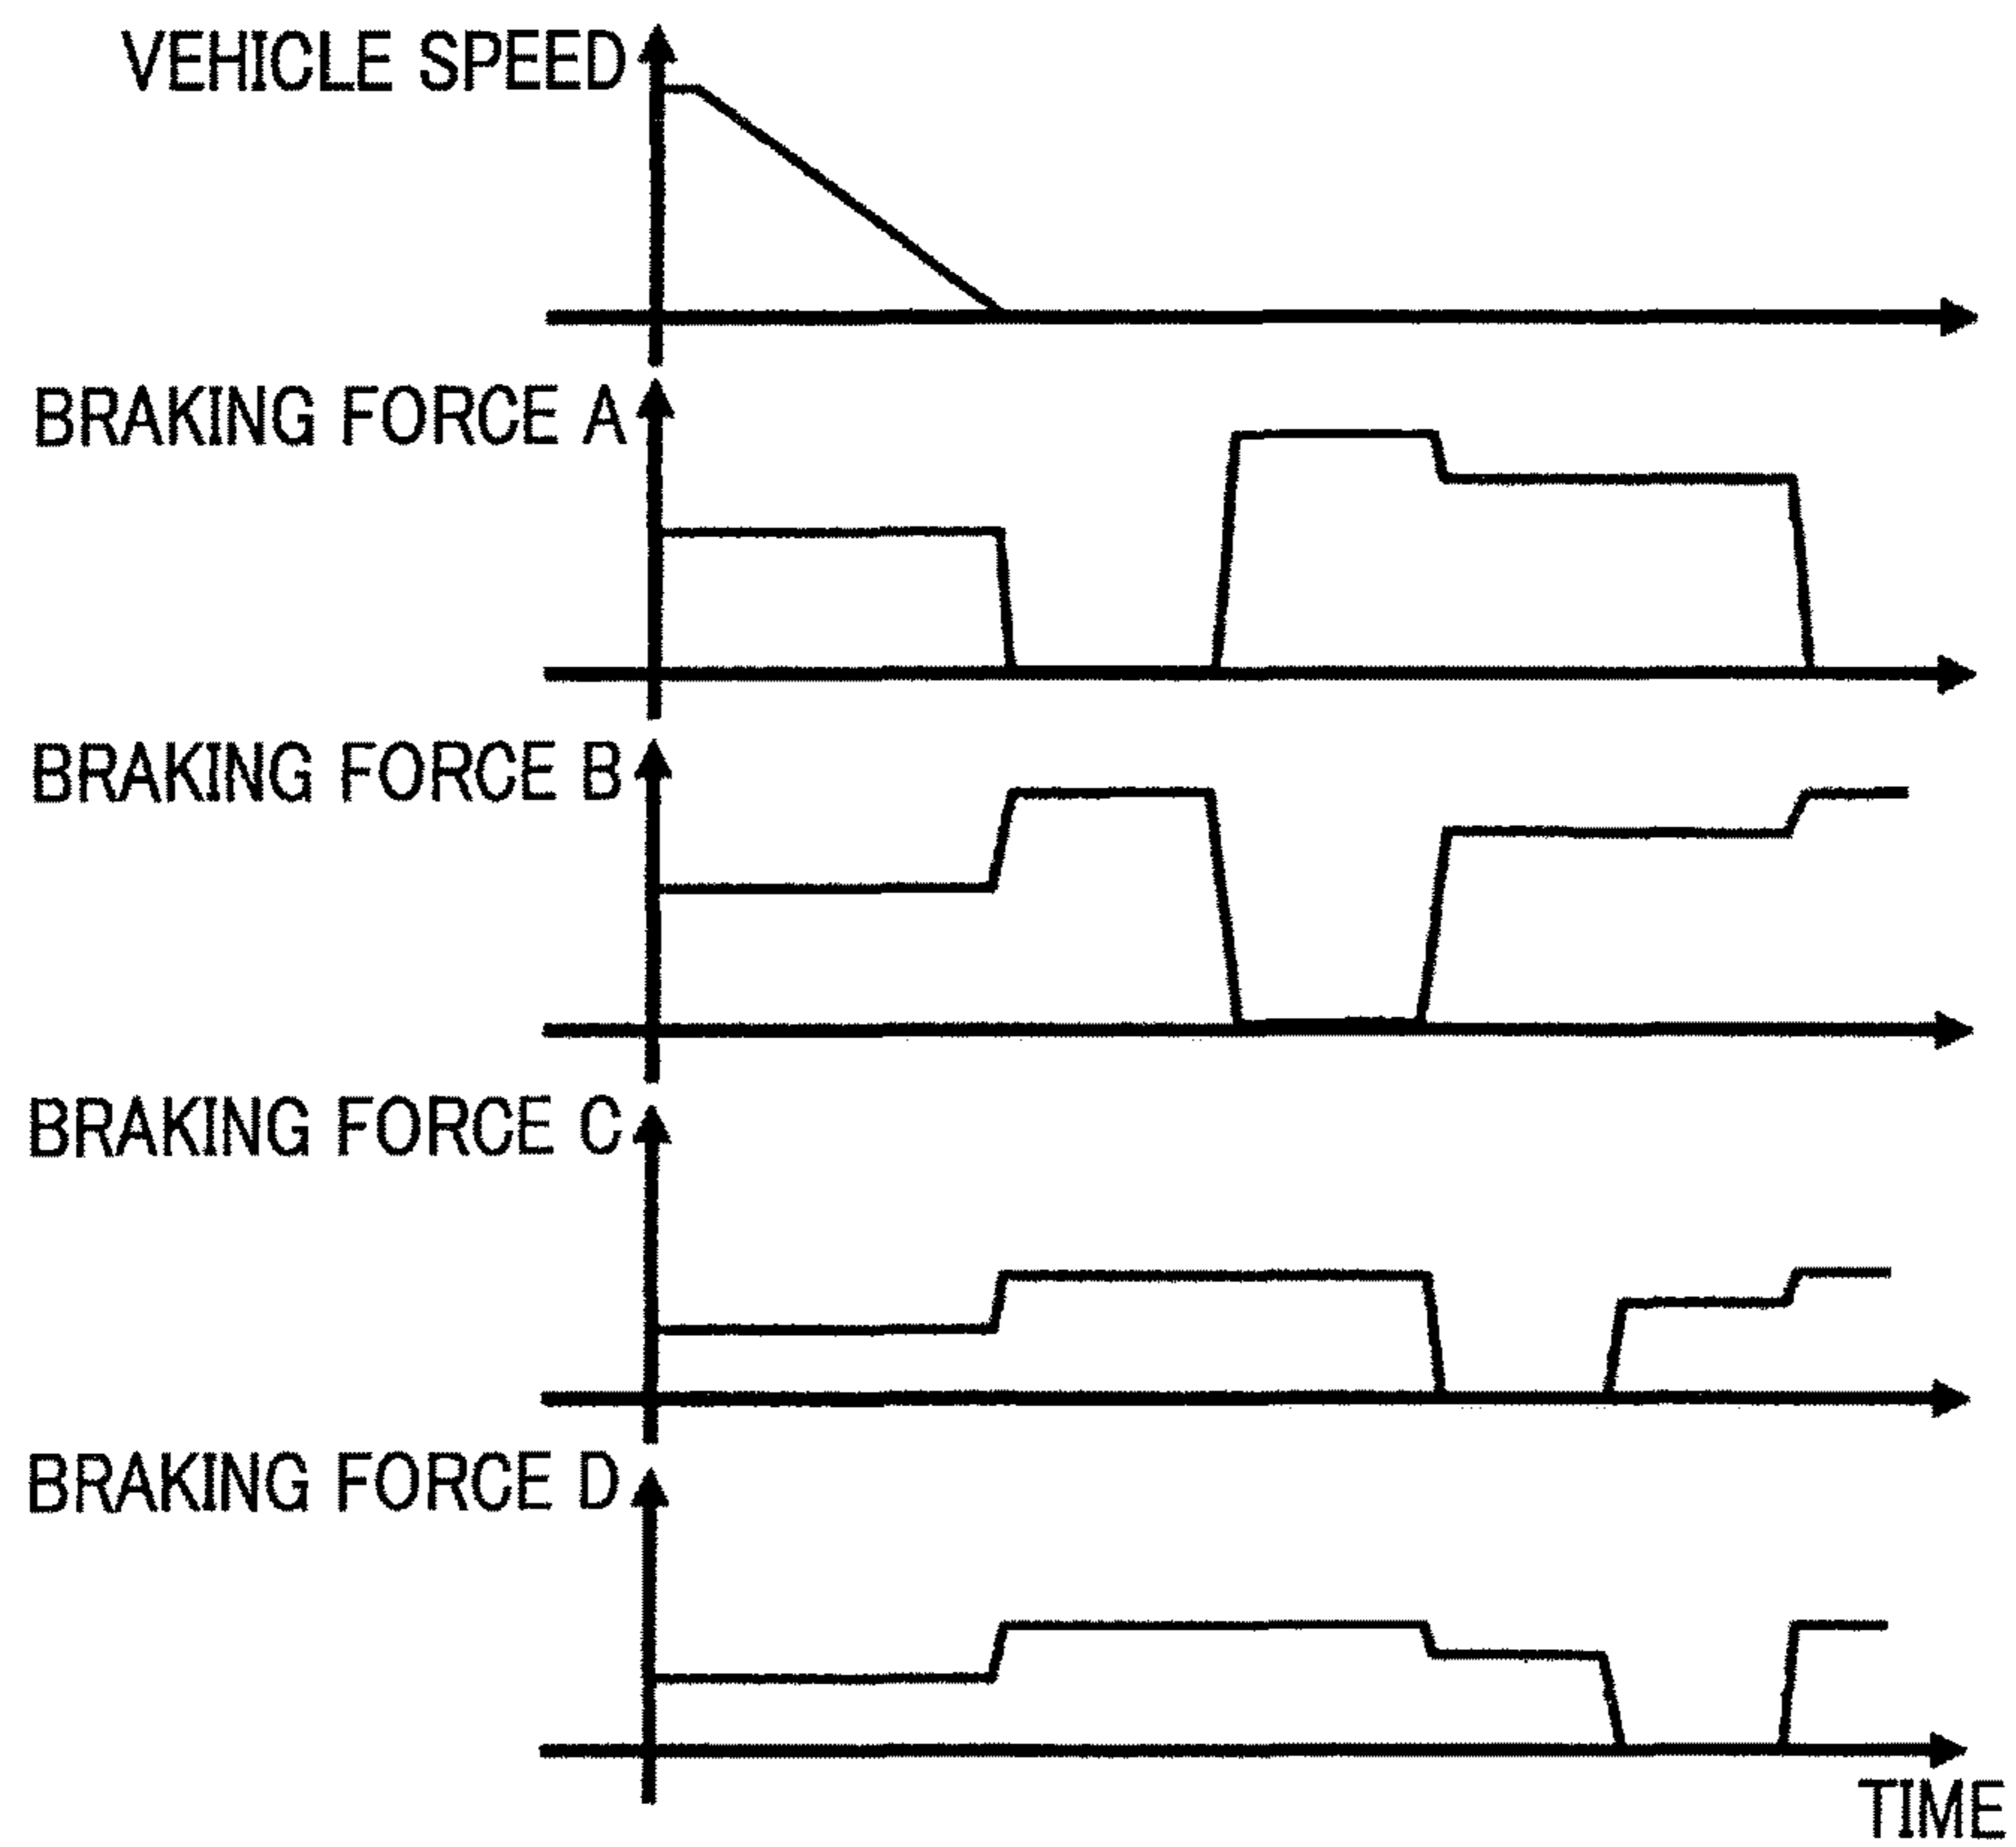 VEHICLE SPEED
BRAKING FORCE A
BRAKING FORCE B
BRAKING FORCE C
BRAKING FORCE D
TIME